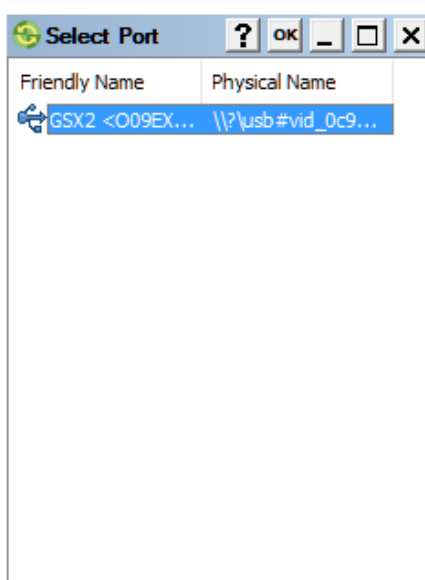 Select Port ? OK
Friendly Name Physical Name
GSX2 <O09EX... \\?\usb#vid_0c9...